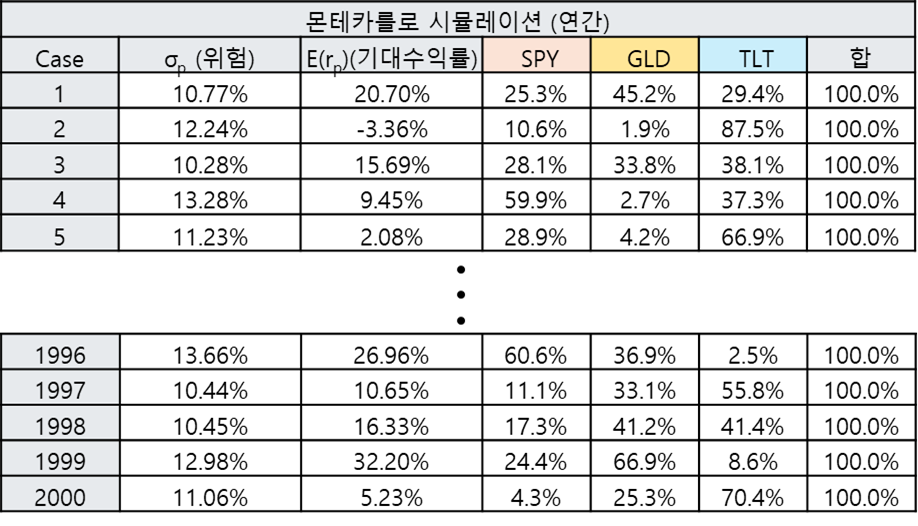 몬테카를로 시뮬레이션 (연간)
Case σp (위험) E(rp)(기대수익률) SPY GLD TLT 합
1 10.77% 20.70% 25.3% 45.2% 29.4% 100.0%
2 12.24% -3.36% 10.6% 1.9% 87.5% 100.0%
3 10.28% 15.69% 28.1% 33.8% 38.1% 100.0%
4 13.28% 9.45% 59.9% 2.7% 37.3% 100.0%
5 11.23% 2.08% 28.9% 4.2% 66.9% 100.0%
1996 13.66% 26.96% 60.6% 36.9% 2.5% 100.0%
1997 10.44% 10.65% 11.1% 33.1% 55.8% 100.0%
1998 10.45% 16.33% 17.3% 41.2% 41.4% 100.0%
1999 12.98% 32.20% 24.4% 66.9% 8.6% 100.0%
2000 11.06% 5.23% 4.3% 25.3% 70.4% 100.0%